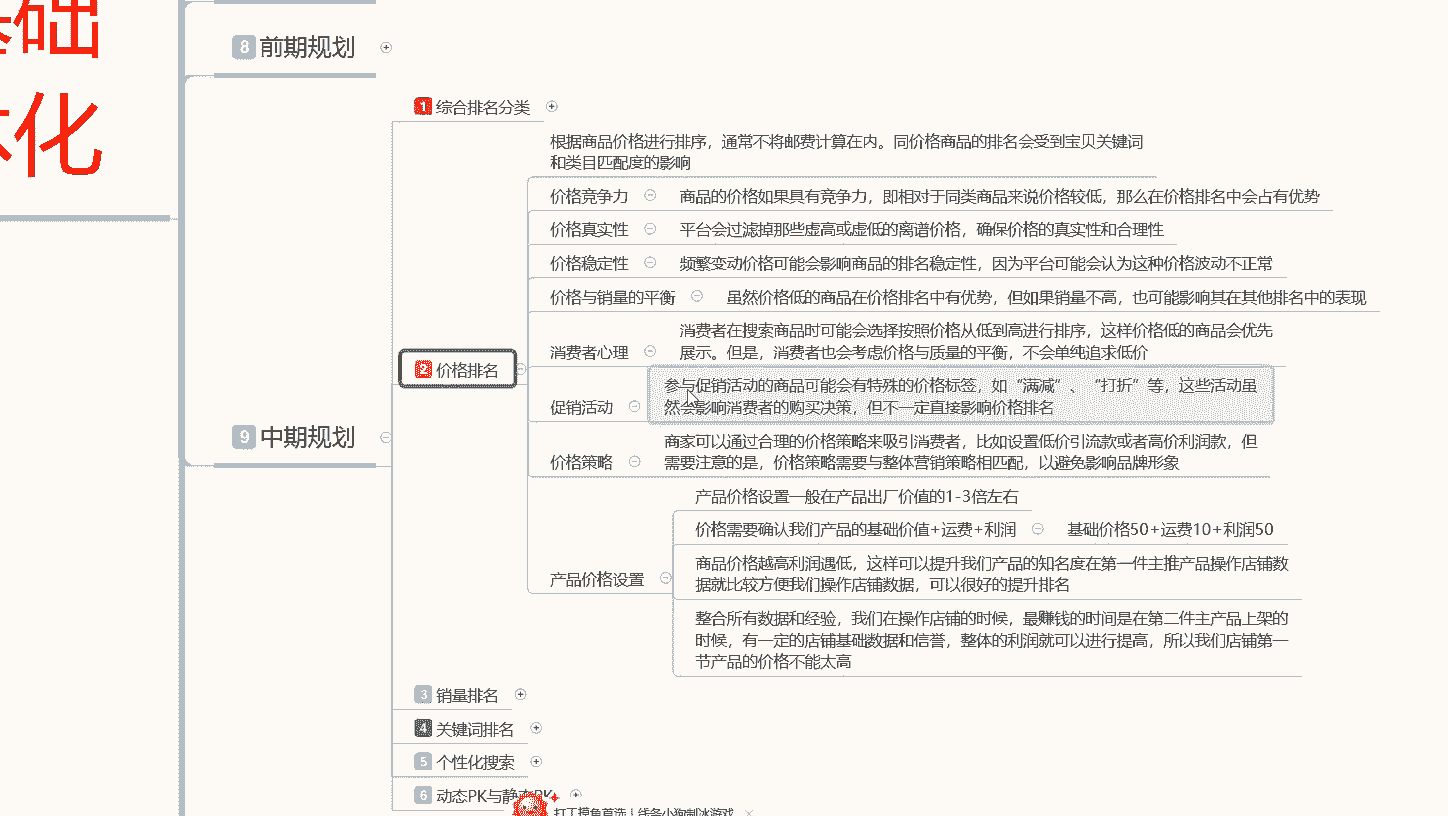 础
化
8 前期规划
1 综合排名分类
根据商品价格进行排序，通常不将邮费计算在内。同价格商品的排名会受到宝贝关键词
和类目匹配度的影响
价格竞争力 商品的价格如果具有竞争力，即相对于同类商品来说价格较低，那么在价格排名中会占有优势
价格真实性 平台会过滤掉那些虚高或虚低的离谱价格，确保价格的真实性和合理性
价格稳定性 频繁变动价格可能会影响商品的排名稳定性，因为平台可能会认为这种价格波动不正常
价格与销量的平衡 虽然价格低的商品在价格排名中有优势，但如果销量不高，也可能影响其在其他排名中的表现
消费者心理 消费者在搜索商品时可能会选择按照价格从低到高进行排序，这样价格低的商品会优先
展示。但是，消费者也会考虑价格与质量的平衡，不会单纯追求低价
2 价格排名
促销活动 参与促销活动的商品可能会有特殊的价格标签，如“满减”、“打折”等，这些活动虽
然会影响消费者的购买决策，但不一定直接影响价格排名
9 中期规划
价格策略 商家可以通过合理的价格策略来吸引消费者，比如设置低价引流款或者高价利润款，但
需要注意的是，价格策略需要与整体营销策略相匹配，以避免影响品牌形象
产品价格设置一般在产品出厂价值的1-3倍左右
价格需要确认我们产品的基础价值+运费+利润 基础价格50+运费10+利润50
产品价格设置 商品价格越高利润遇低，这样可以提升我们产品的知名度在第一件主推产品操作店铺数
据就比较方便我们操作店铺数据，可以很好的提升排名
整合所有数据和经验，我们在操作店铺的时候，最赚钱的时间是在第二件主产品上架的
时候，有一定的店铺基础数据和信誉，整体的利润就可以进行提高，所以我们店铺第一
节产品的价格不能太高
3 销量排名
4 关键词排名
5 个性化搜索
6 动态PK与静态PK